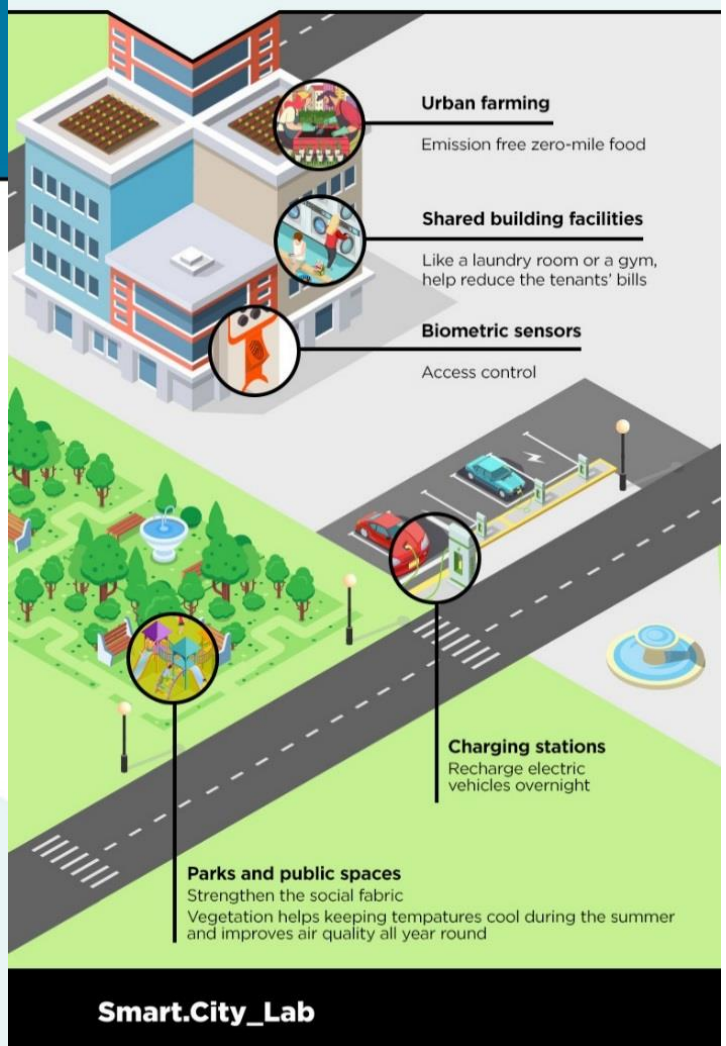 Urban farming
Emission free zero-mile food
Shared building facilities
Like a laundry room or a gym,
help reduce the tenants' bills
Biometric sensors
Access control
Charging stations
Recharge electric
vehicles overnight
Parks and public spaces
Strengthen the social fabric
Vegetation helps keeping tempatures cool during the summer
and improves air quality all year round
Smart.City_Lab